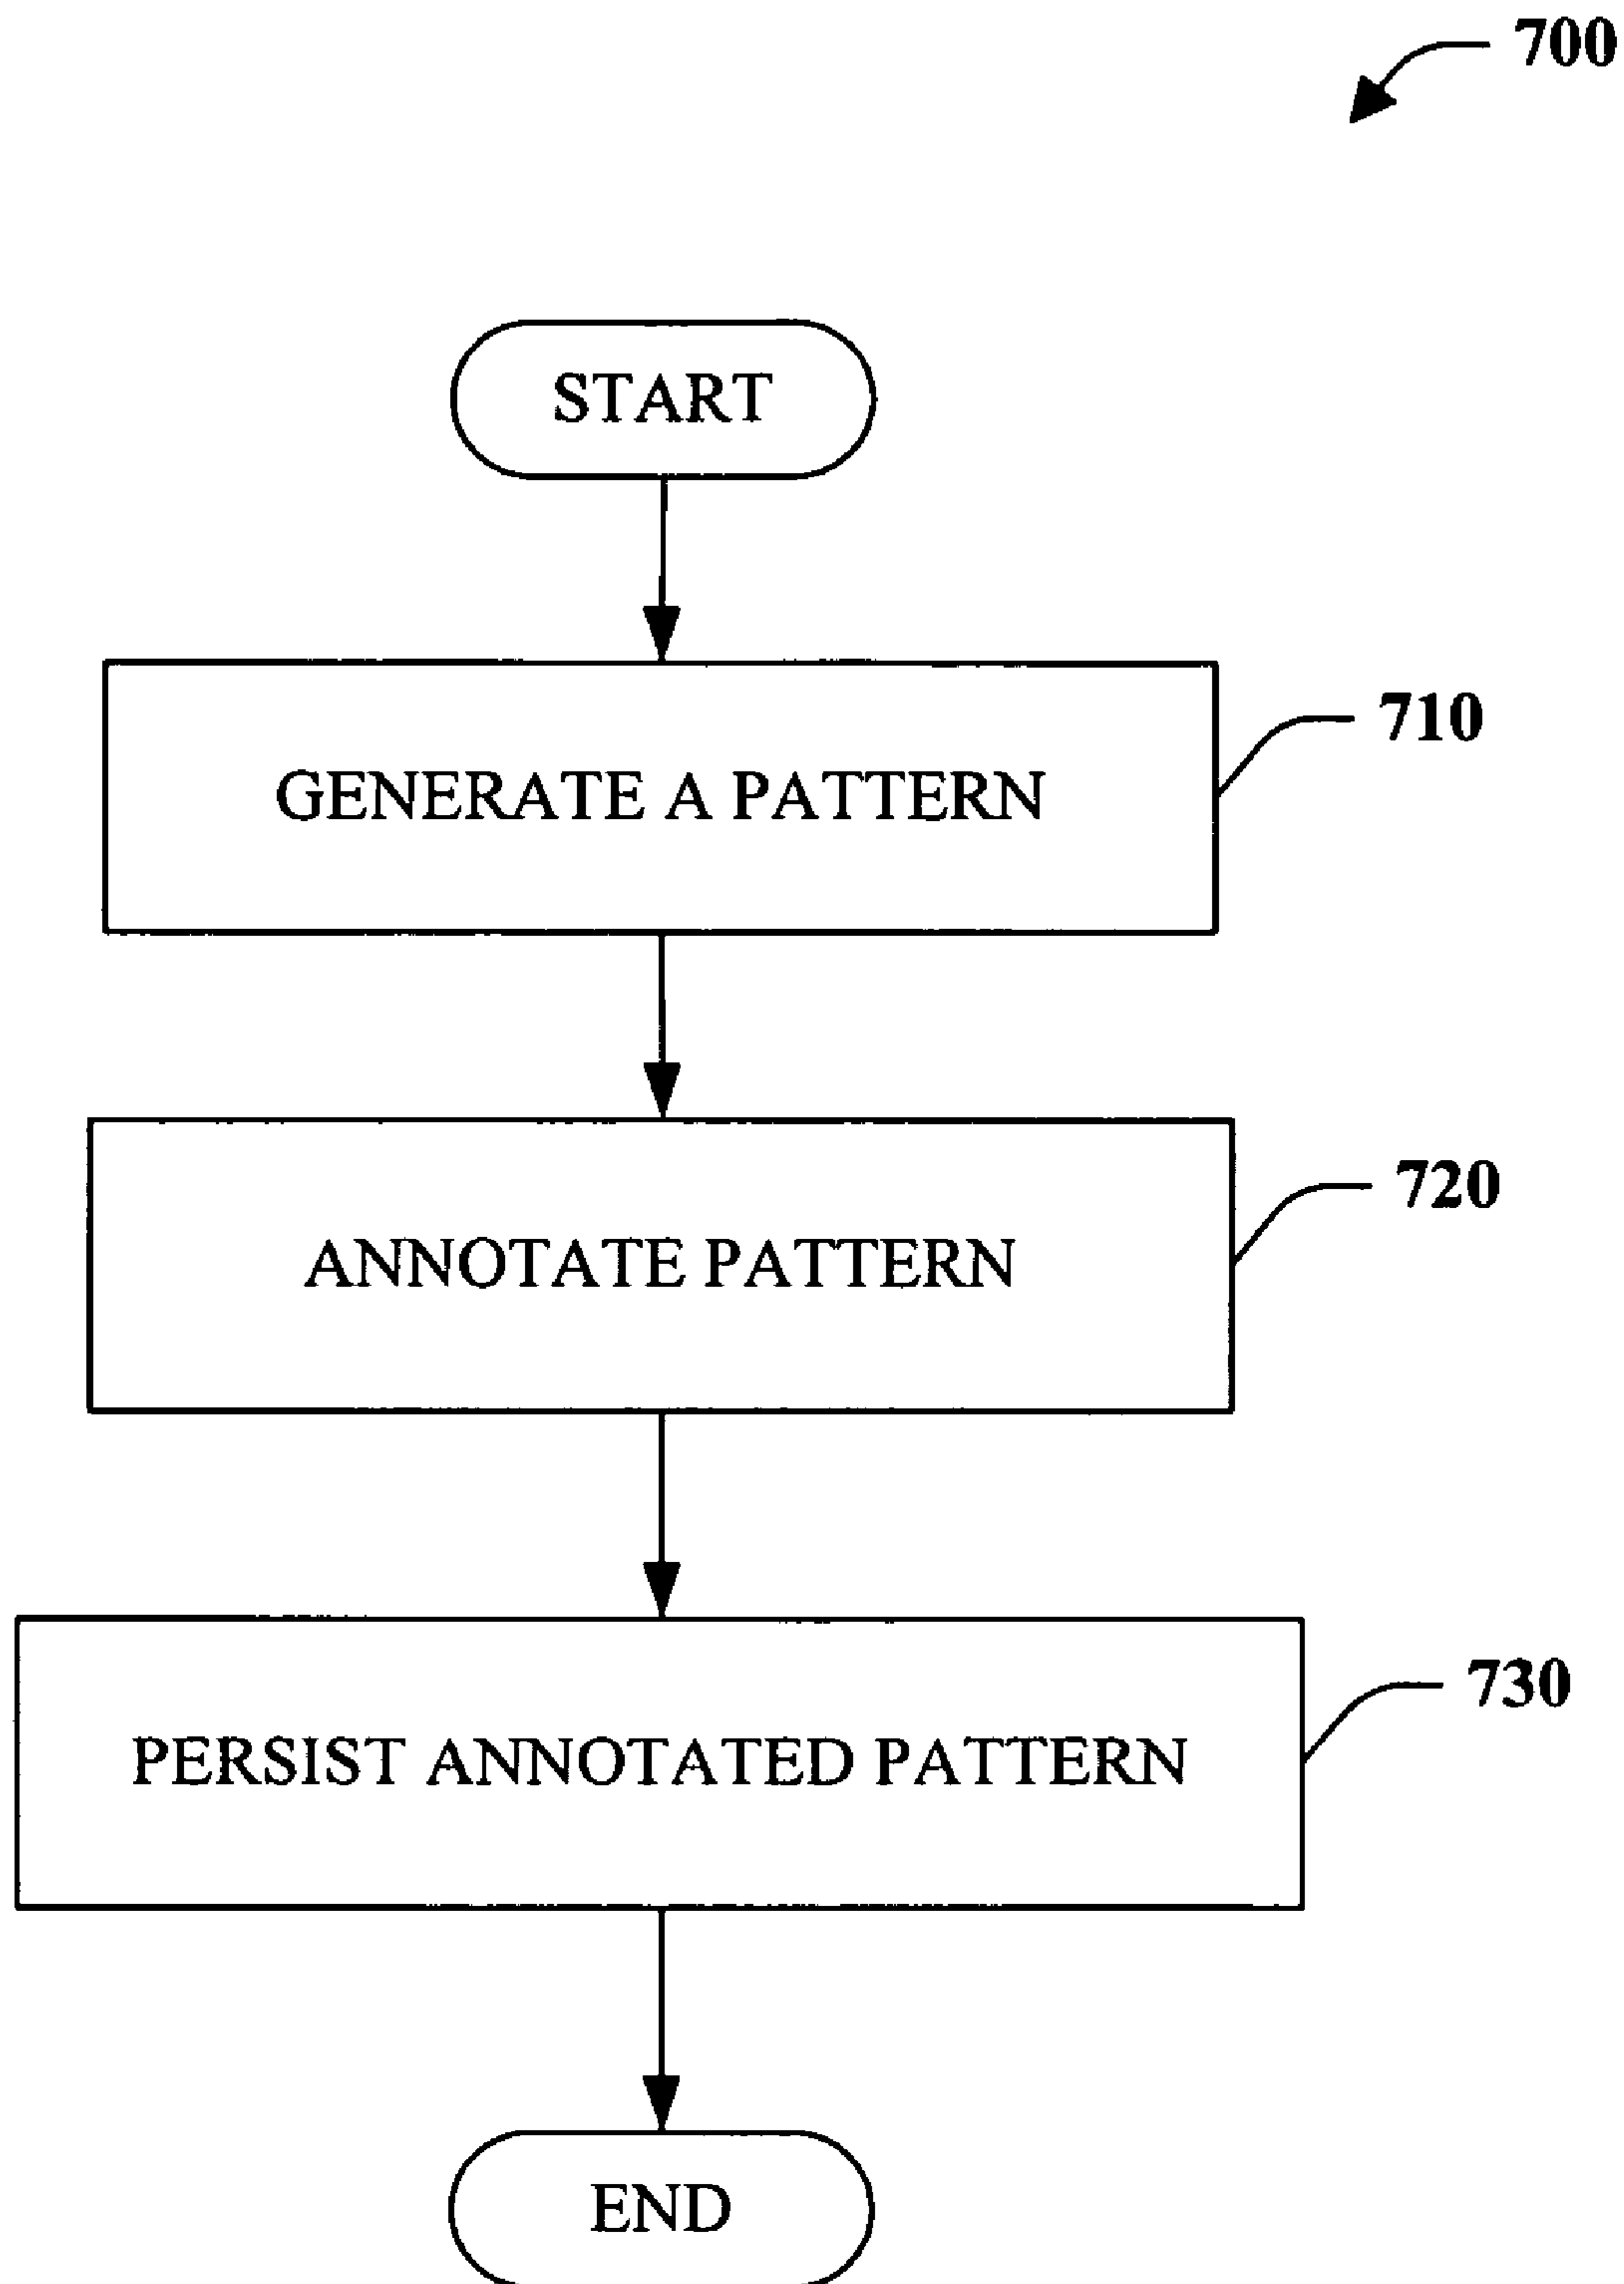 700
START
GENERATE A PATTERN
710
ANNOTATE PATTERN
720
PERSIST ANNOTATED PATTERN
730
END